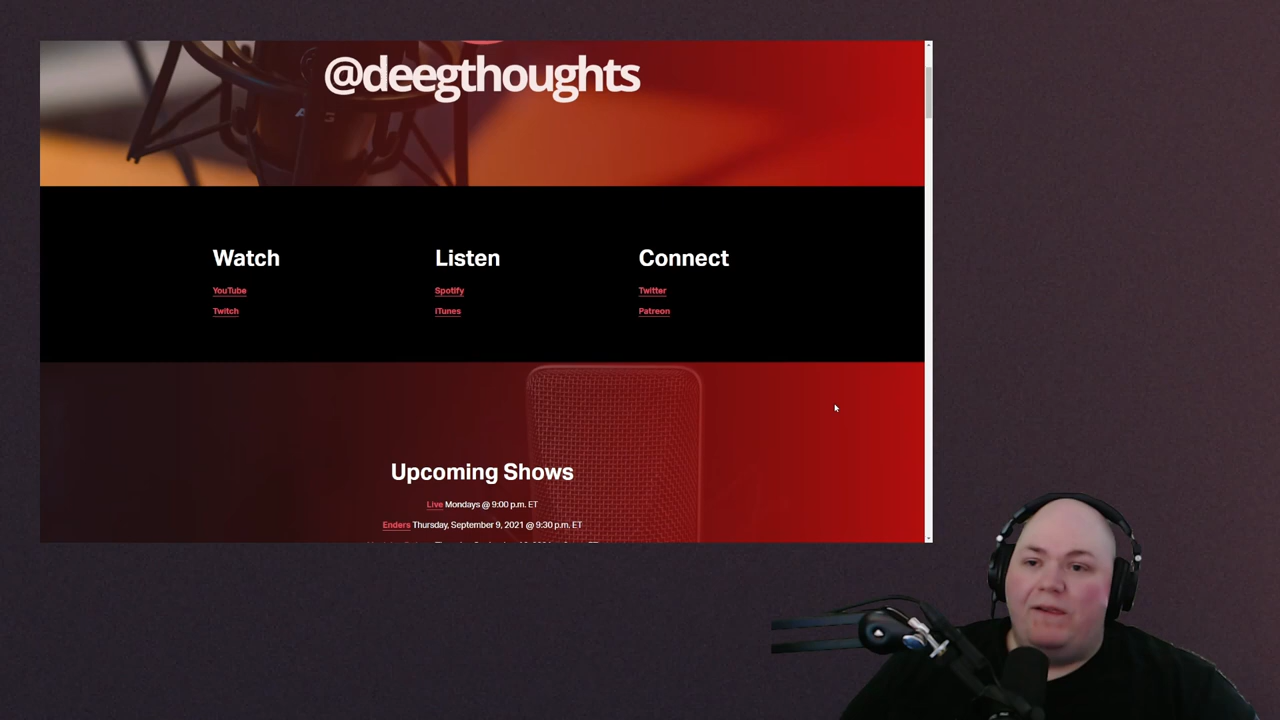 @deegthoughts
Watch
YouTube
Twitch
Listen
Spotify
iTunes
Connect
Twitter
Patreon
Upcoming Shows
Live Mondays @ 9:00 p.m. ET
Enders Thursday, September 9, 2021 @ 9:30 p.m. ET